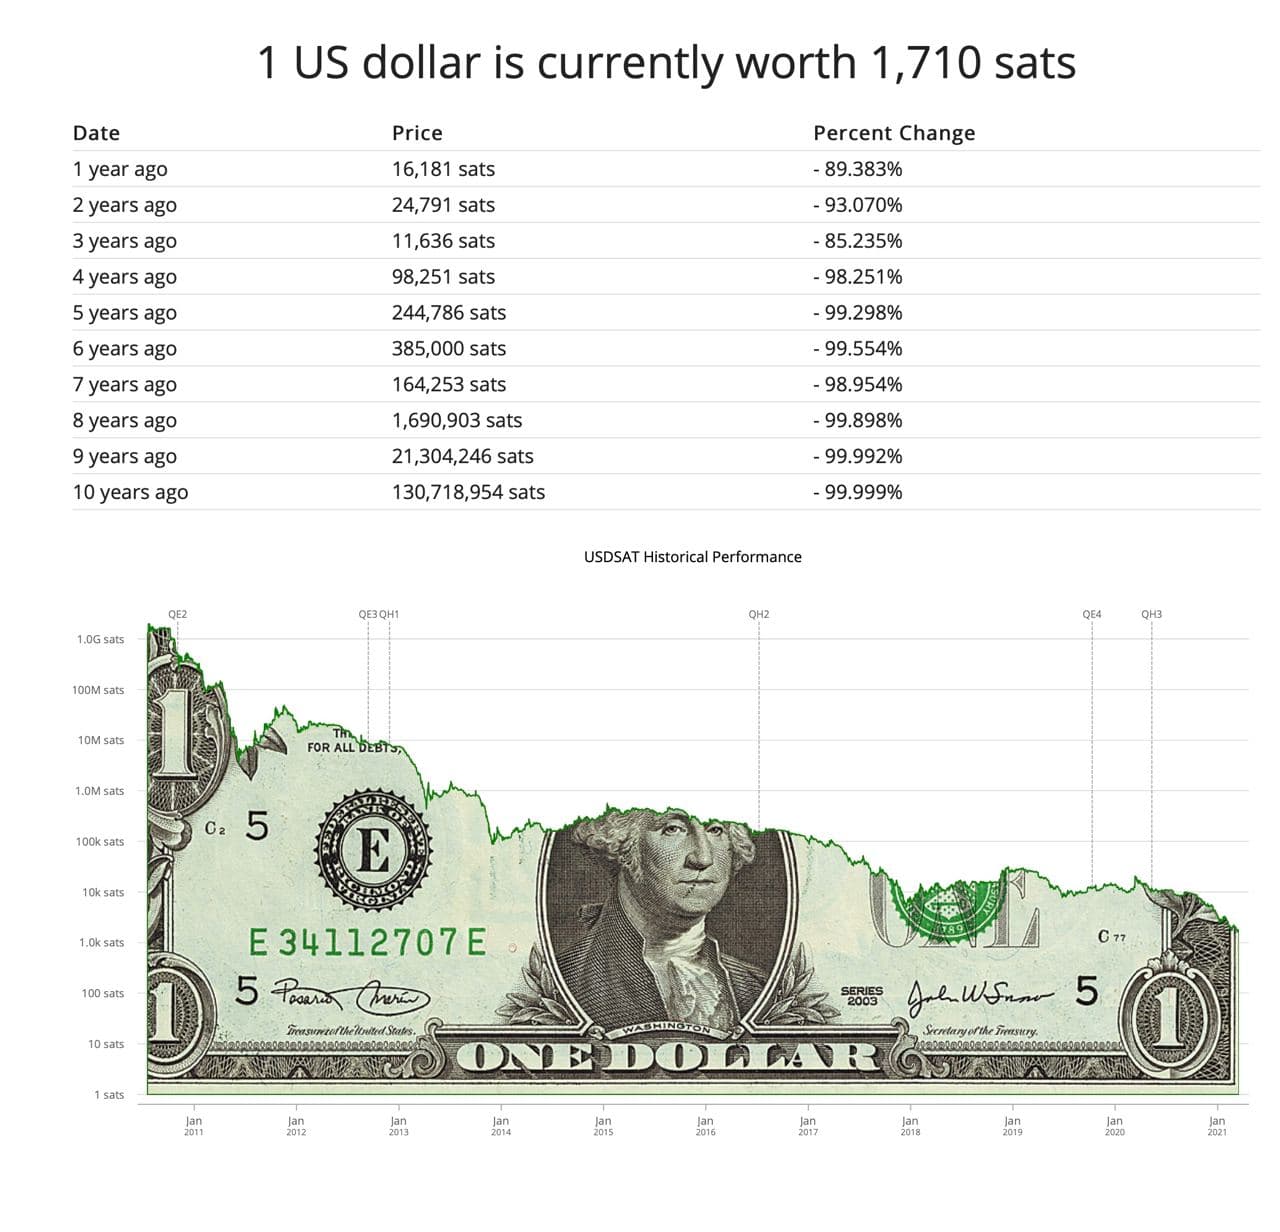 1 US dollar is currently worth 1,710 sats
Date Price Percent Change
1 year ago 16,181 sats - 89.383%
2 years ago 24,791 sats - 93.070%
3 years ago 11,636 sats - 85.235%
4 years ago 98,251 sats - 98.251%
5 years ago 244,786 sats - 99.298%
6 years ago 385,000 sats - 99.554%
7 years ago 164,253 sats - 98.954%
8 years ago 1,690,903 sats - 99.898%
9 years ago 21,304,246 sats - 99.992%
10 years ago 130,718,954 sats - 99.999%
USDSAT Historical Performance
QE2 QE3 QH1 QH2 QE4 QH3
1.0G sats
100M sats
10M sats
1.0M sats
100k sats
10k sats
1.0k sats
100 sats
10 sats
1 sats
1
FOR ALL DEBTS,
C2 5
E
E 34112707 E
C 77
5
SERIES
2003
5
1
1
Treasurer of the United States.
WASHINGTON
Secretary of the Treasury.
ONE DOLLAR
Jan Jan Jan Jan Jan Jan Jan Jan Jan Jan Jan
2011 2012 2013 2014 2015 2016 2017 2018 2019 2020 2021